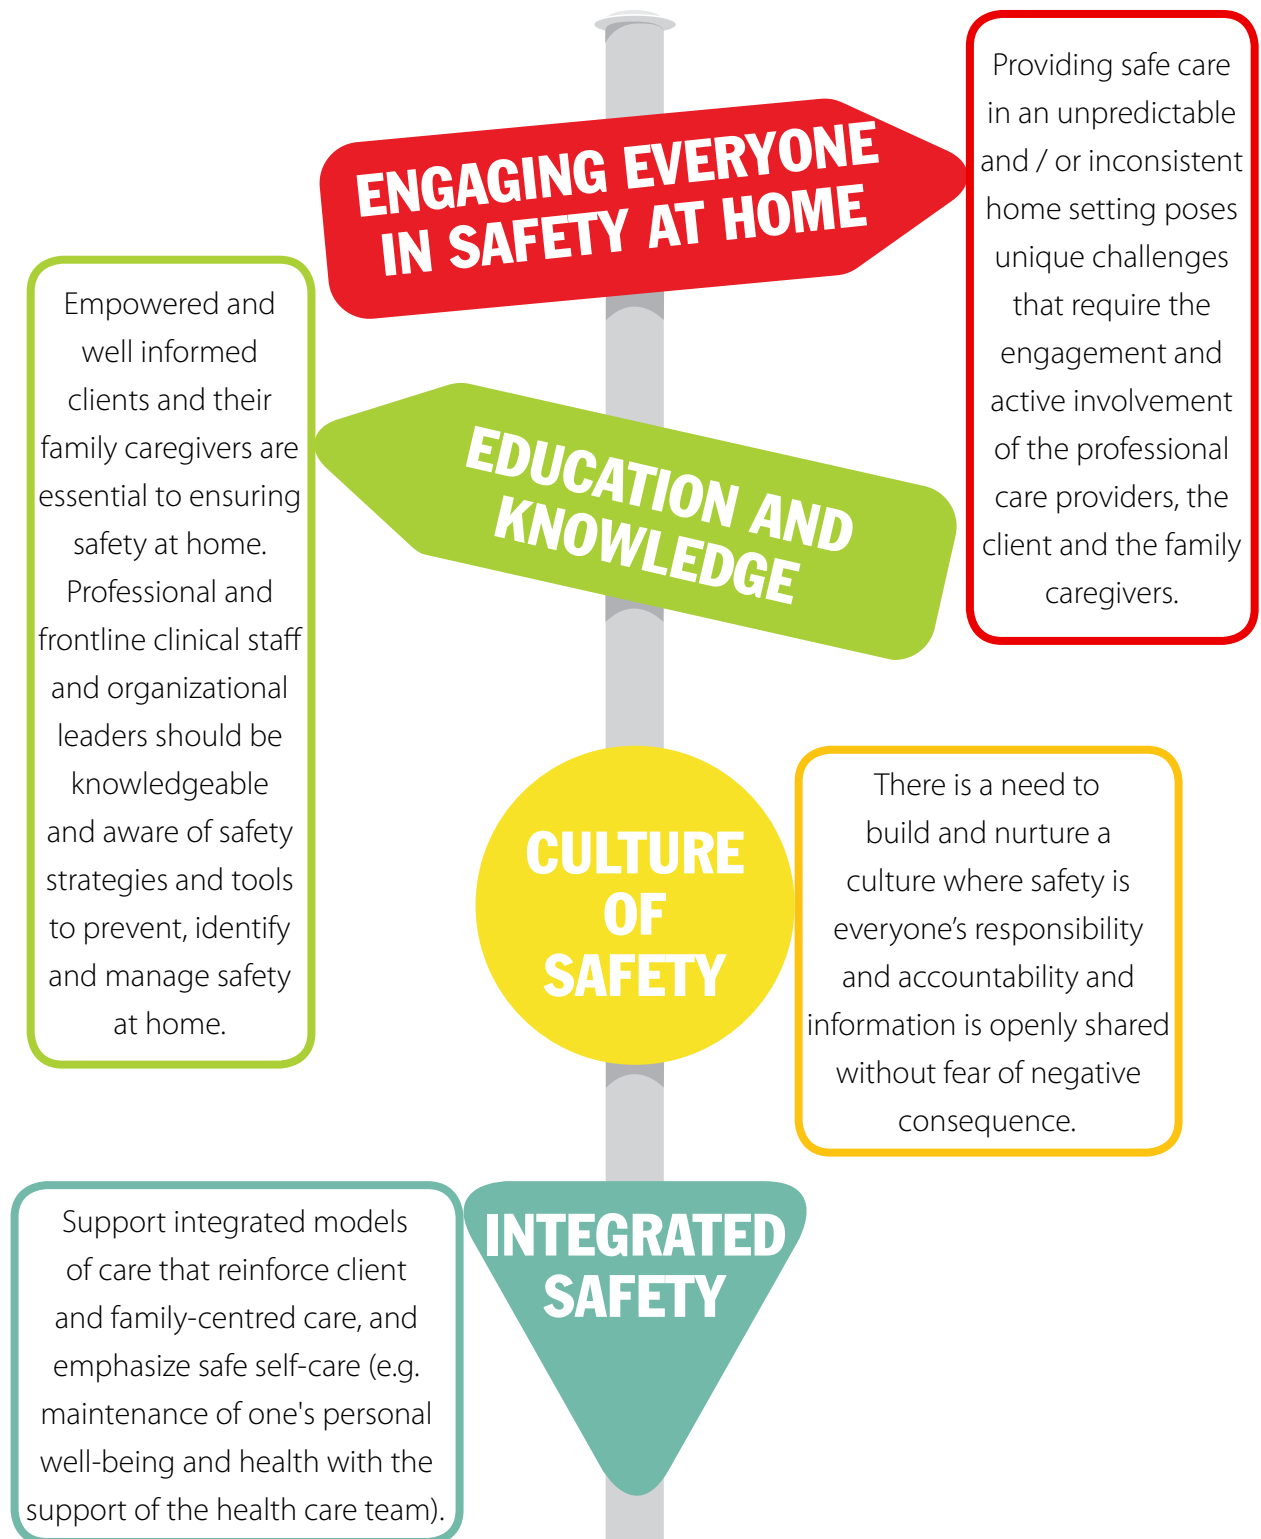 ENGAGING EVERYONE
IN SAFETY AT HOME
Providing safe care
in an unpredictable
and / or inconsistent
home setting poses
unique challenges
that require the
engagement and
active involvement
of the professional
care providers, the
client and the family
caregivers.
EDUCATION AND
KNOWLEDGE
Empowered and
well informed
clients and their
family caregivers are
essential to ensuring
safety at home.
Professional and
frontline clinical staff
and organizational
leaders should be
knowledgeable
and aware of safety
strategies and tools
to prevent, identify
and manage safety
at home.
CULTURE
OF
SAFETY
There is a need to
build and nurture a
culture where safety is
everyone’s responsibility
and accountability and
information is openly shared
without fear of negative
consequence.
INTEGRATED
SAFETY
Support integrated models
of care that reinforce client
and family-centred care, and
emphasize safe self-care (e.g.
maintenance of one's personal
well-being and health with the
support of the health care team).